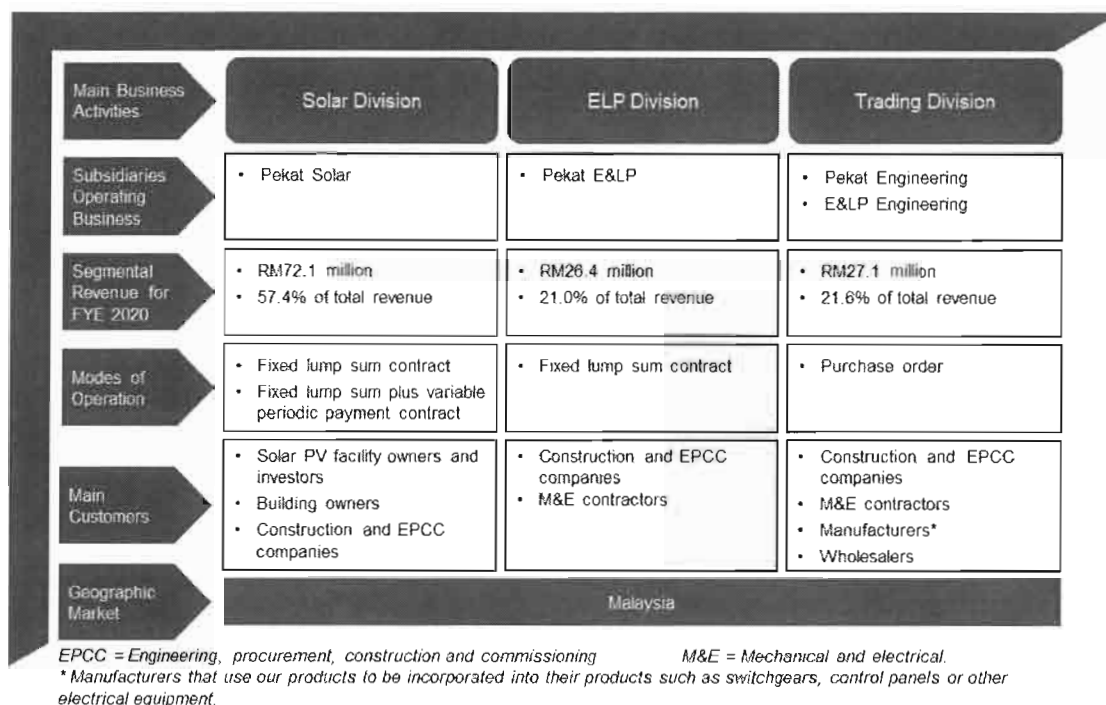 Main Business
Activities
Solar Division
ELP Division
Trading Division
Subsidiaries
Operating
Business
• Pekat Solar
• Pekat E&LP
• Pekat Engineering
• E&LP Engineering
Segmental
Revenue for
FYE 2020
• RM72.1 million
• 57.4% of total revenue
• RM26.4 million
• 21.0% of total revenue
• RM27.1 million
• 21.6% of total revenue
Modes of
Operation
• Fixed lump sum contract
• Fixed lump sum plus variable
periodic payment contract
• Fixed lump sum contract
• Purchase order
Main
Customers
• Solar PV facility owners and
investors
• Building owners
• Construction and EPCC
companies
• Construction and EPCC
companies
• M&E contractors
• Construction and EPCC
companies
• M&E contractors
• Manufacturers*
• Wholesalers
Geographic
Market
Malaysia
EPCC = Engineering, procurement, construction and commissioning M&E = Mechanical and electrical.
* Manufacturers that use our products to be incorporated into their products such as switchgears, control panels or other
electrical equipment.